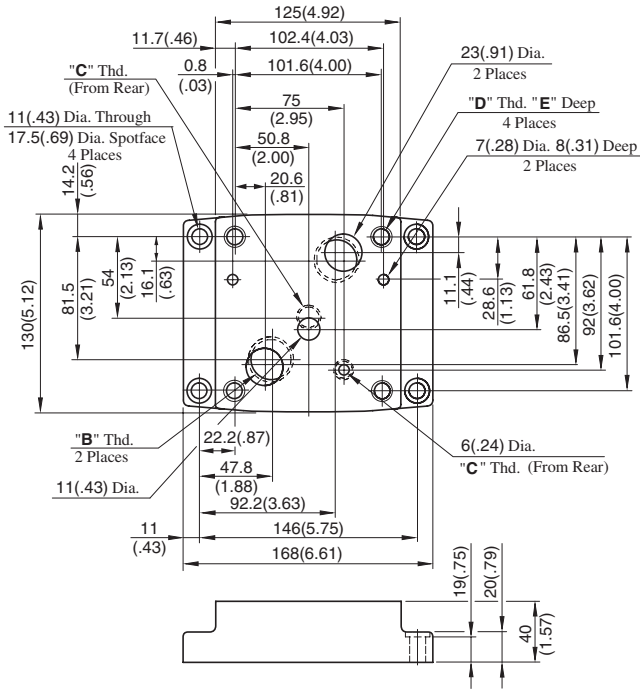 125(4.92)
11.7(.46)
102.4(4.03)
23(.91) Dia.
2 Places
"C" Thd.
(From Rear)
0.8
(.03)
101.6(4.00)
75
(2.95)
"D" Thd. "E" Deep
4 Places
11(.43) Dia. Through
17.5(.69) Dia. Spotface
4 Places
50.8
(2.00)
7(.28) Dia. 8(.31) Deep
2 Places
14.2
(.56)
20.6
(.81)
130(5.12)
81.5
(3.21)
54
(2.13)
16.1
(.63)
11.1
(.44)
28.6
(1.13)
61.8
(2.43)
86.5(3.41)
92(3.62)
101.6(4.00)
"B" Thd.
2 Places
22.2(.87)
6(.24) Dia.
"C" Thd. (From Rear)
11(.43) Dia.
47.8
(1.88)
92.2(3.63)
11
(.43)
146(5.75)
168(6.61)
19(.75)
20(.79)
40
(1.57)